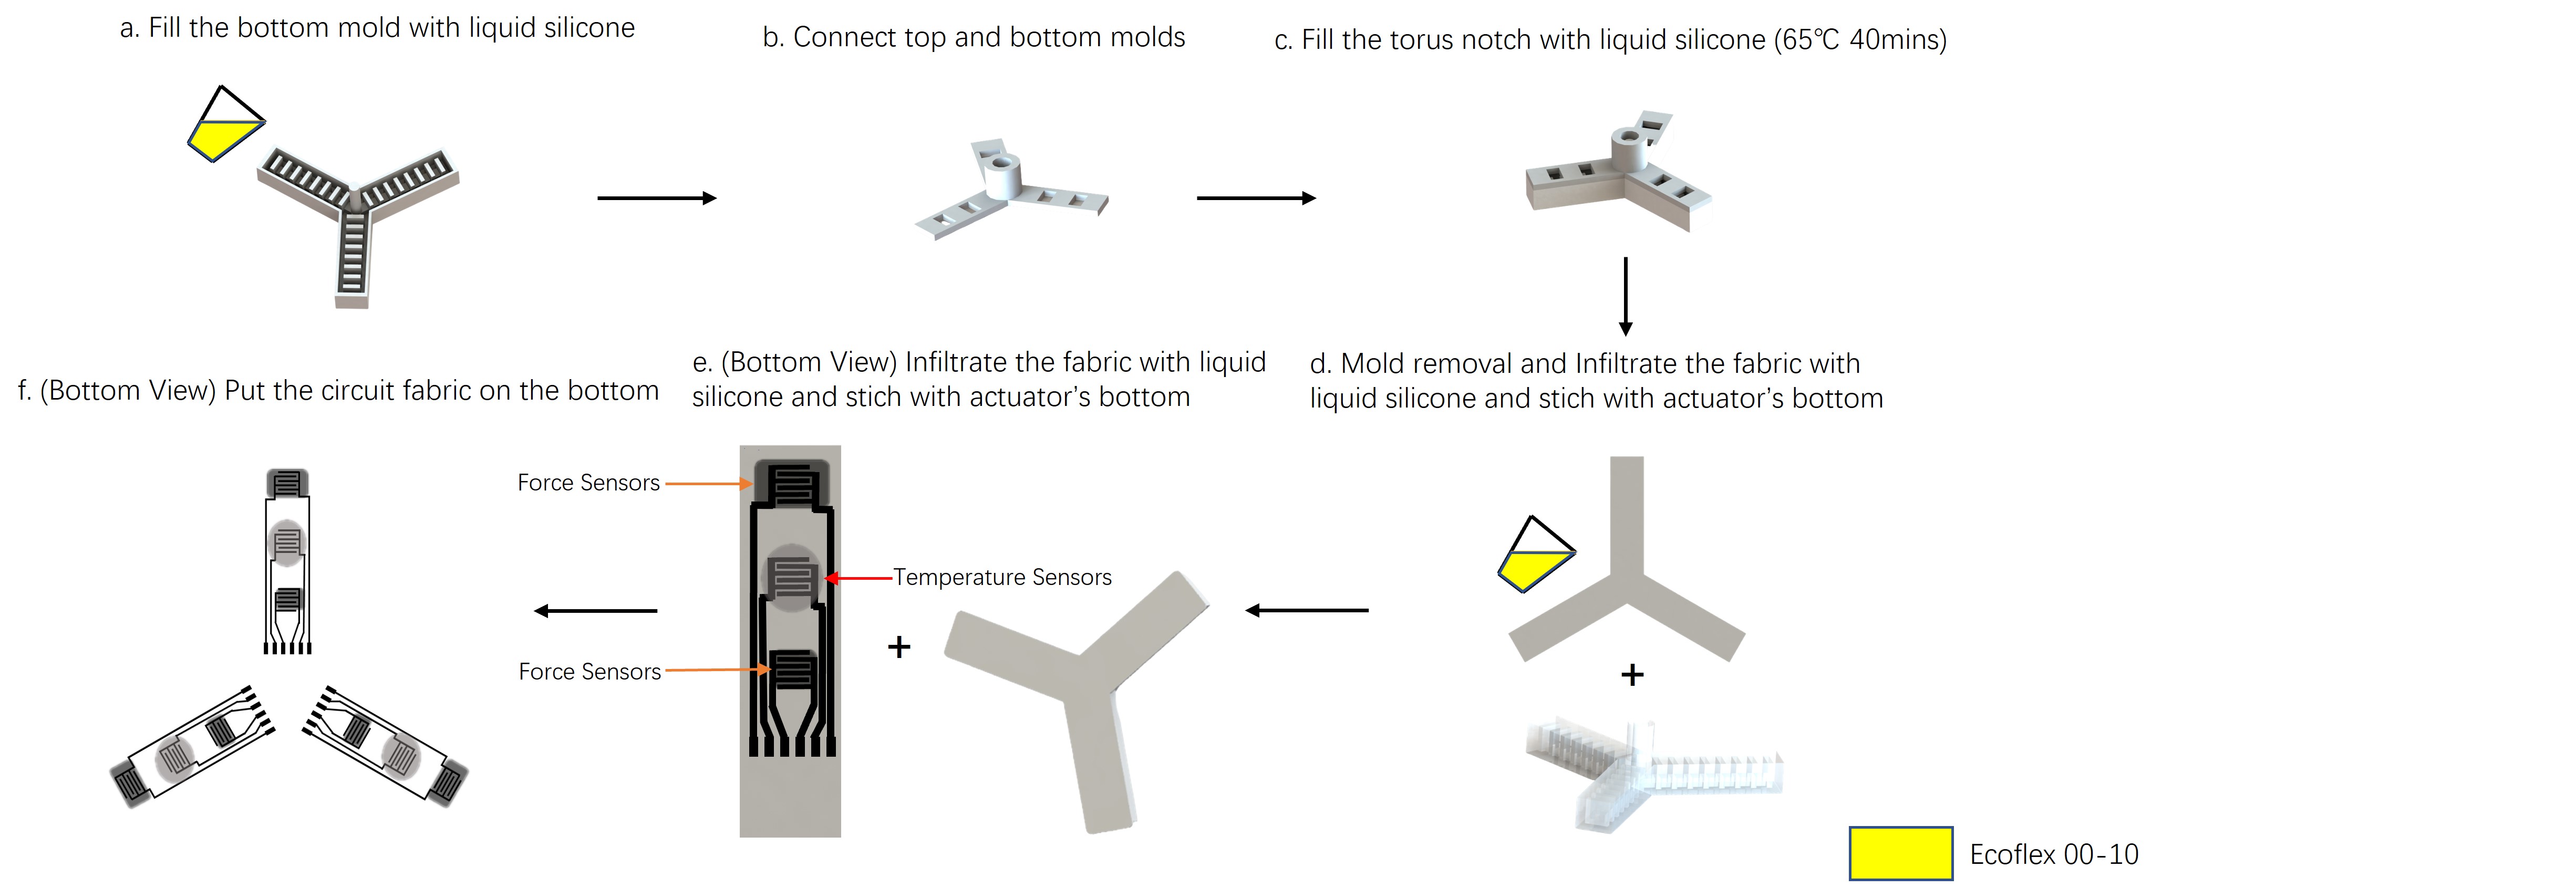 a. Fill the bottom mold with liquid silicone
b. Connect top and bottom molds
c. Fill the torus notch with liquid silicone (65℃ 40mins)
d. Mold removal and Infiltrate the fabric with
liquid silicone and stich with actuator's bottom
e. (Bottom View) Infiltrate the fabric with liquid
silicone and stich with actuator's bottom
f. (Bottom View) Put the circuit fabric on the bottom
Force Sensors
Temperature Sensors
+
Force Sensors
+
Ecoflex 00-10